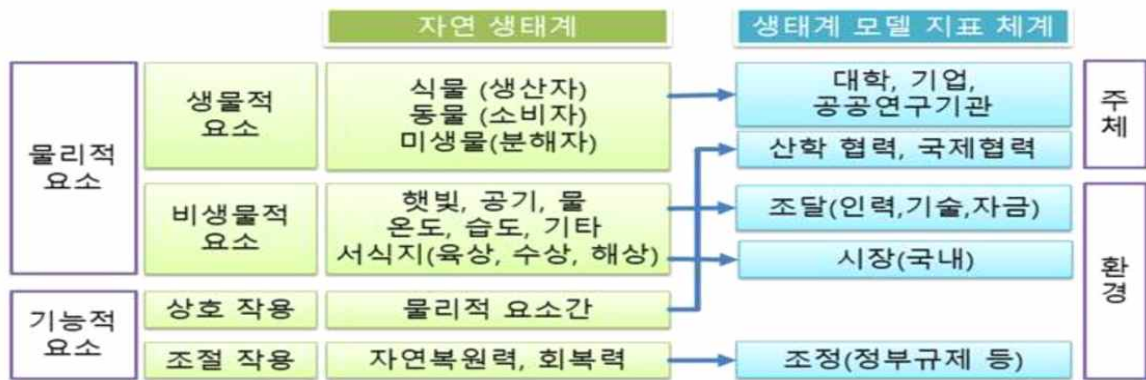 자연 생태계
생태계 모델 지표 체계
물리적
요소
생물적
요소
식물 (생산자)
동물 (소비자)
미생물(분해자)
대학, 기업,
공공연구기관
산학 협력, 국제협력
주
체
비생물적
요소
햇빛, 공기, 물
온도, 습도, 기타
서식지(육상, 수상, 해상)
조달(인력,기술,자금)
시장(국내)
환
경
기능적
요소
상호 작용
물리적 요소간
조절 작용
자연복원력, 회복력
조정(정부규제 등)